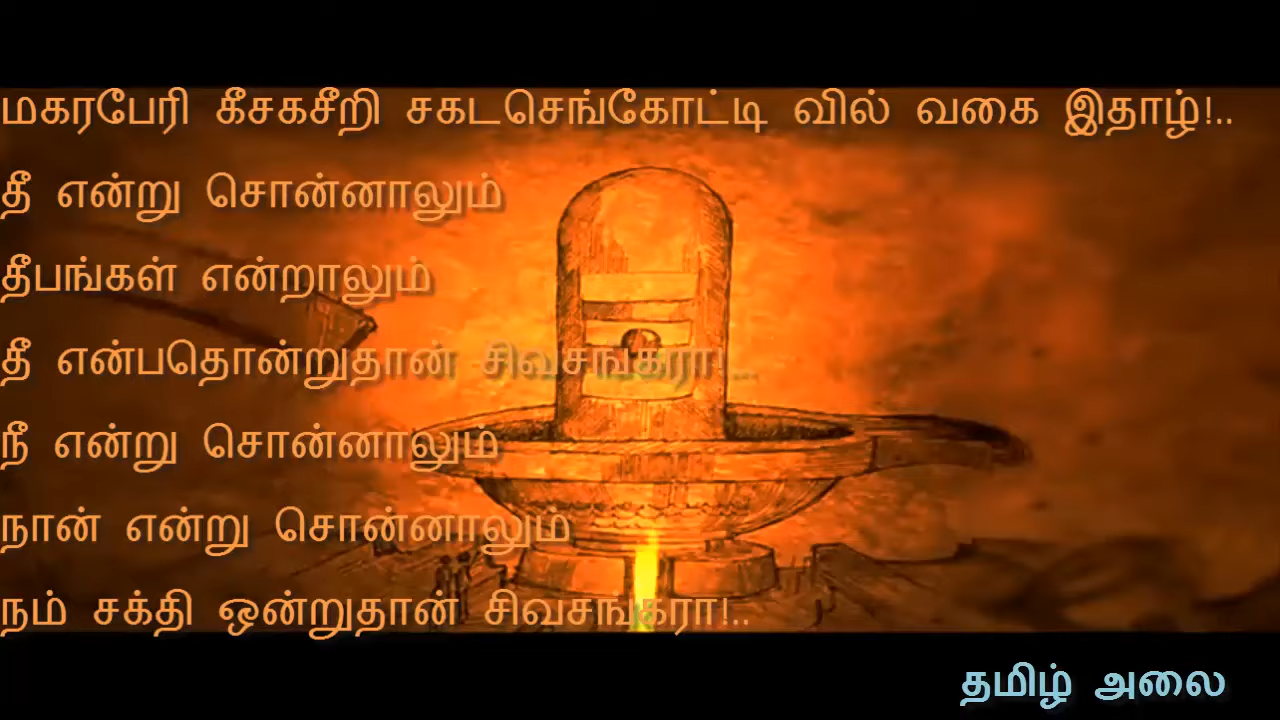 மகரபேரி கீசகசீறி சகடசெங்கோட்டி வில் வகை இதாழ்!..
தீ என்று சொன்னாலும்
தீபங்கள் என்றாலும்
தீ என்பதொன்றுதான் சிவசங்கரா!...
நீ என்று சொன்னாலும்
நான் என்று சொன்னாலும்
நம் சக்தி ஒன்றுதான் சிவசங்கரா!..
தமிழ் அலை